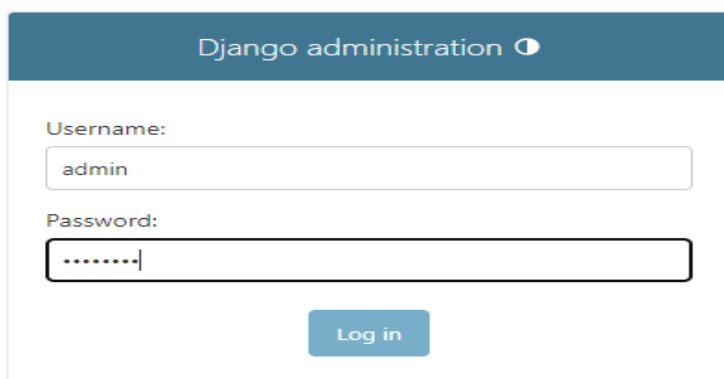 Django administration
Username:
admin
Password:
••••••••
Log in